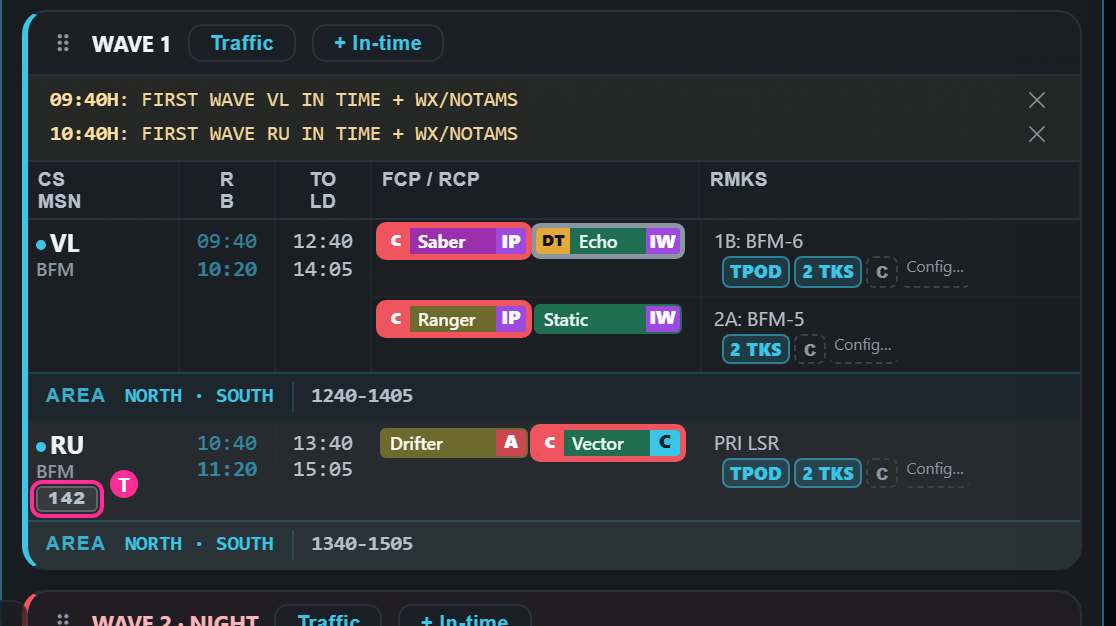 WAVE 1 Traffic + In-time
09:40H: FIRST WAVE VL IN TIME + WX/NOTAMS
10:40H: FIRST WAVE RU IN TIME + WX/NOTAMS
CS R TO FCP / RCP RMKS
MSN B LD
VL 09:40 12:40 C Saber IP DT Echo IW 1B: BFM-6
BFM 10:20 14:05 TPOD 2 TKS C Config...
C Ranger IP Static IW 2A: BFM-5
2 TKS C Config...
AREA NORTH · SOUTH 1240-1405
RU 10:40 13:40 Drifter A C Vector C PRI LSR
BFM 11:20 15:05 TPOD 2 TKS C Config...
142 T
AREA NORTH · SOUTH 1340-1505
WAVE 2 · NIGHT Traffic + In-time